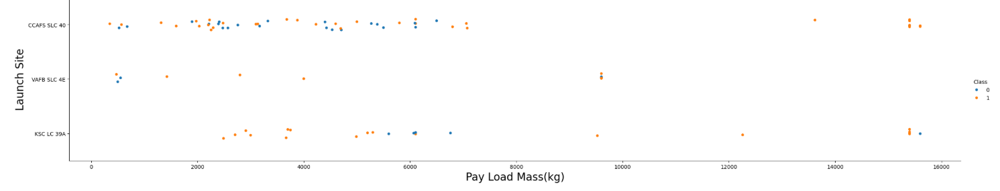 Launch Site
CCAFS SLC 40
VAFB SLC 4E
KSC LC 39A
0 2000 4000 6000 8000 10000 12000 14000 16000
Pay Load Mass(kg)
Class
0
1